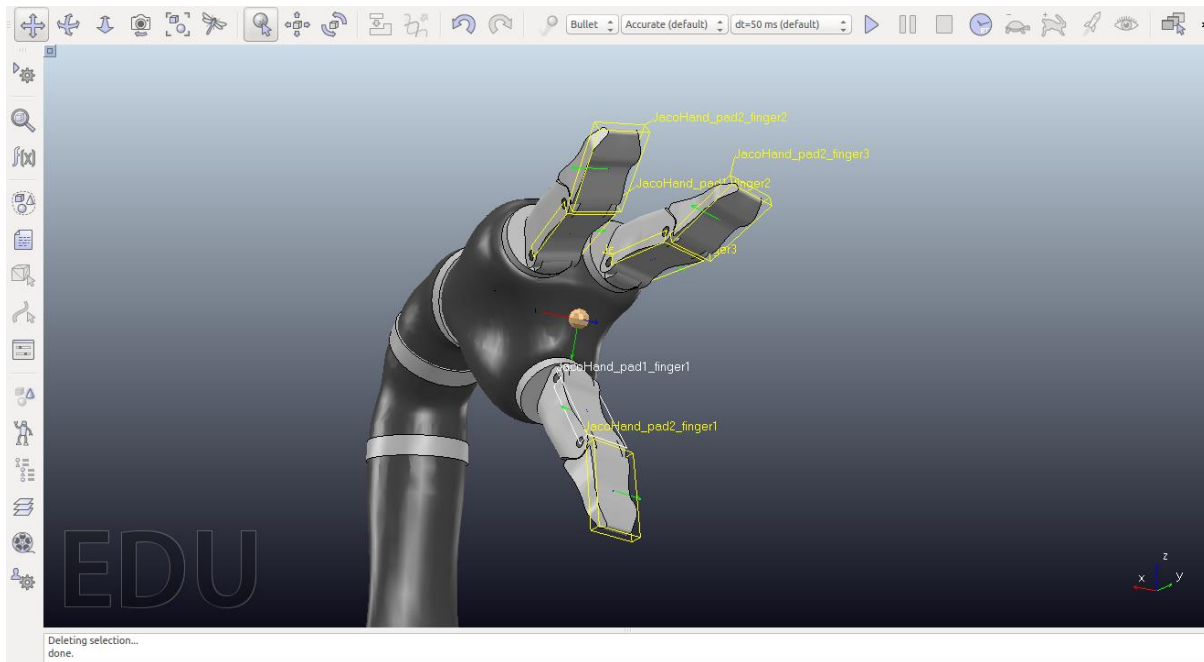 Bullet
Accurate (default)
dt=50 ms (default)
f(x)
JacoHand_pad2_finger2
JacoHand_pad2_finger3
JacoHand_pad1_finger2
JacoHand_pad1_finger1
JacoHand_pad2_finger1
EDU
z
x
y
Deleting selection...
done.